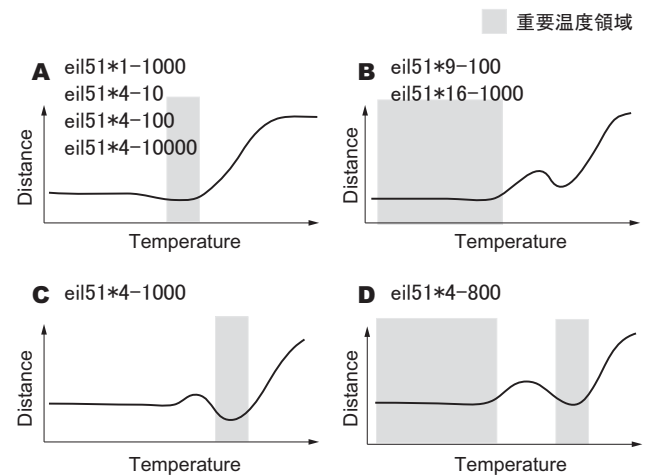 重要温度領域
A eil51*1-1000
eil51*4-10
eil51*4-100
eil51*4-10000
Distance
Temperature
B eil51*9-100
eil51*16-1000
Distance
Temperature
C eil51*4-1000
Distance
Temperature
D eil51*4-800
Distance
Temperature